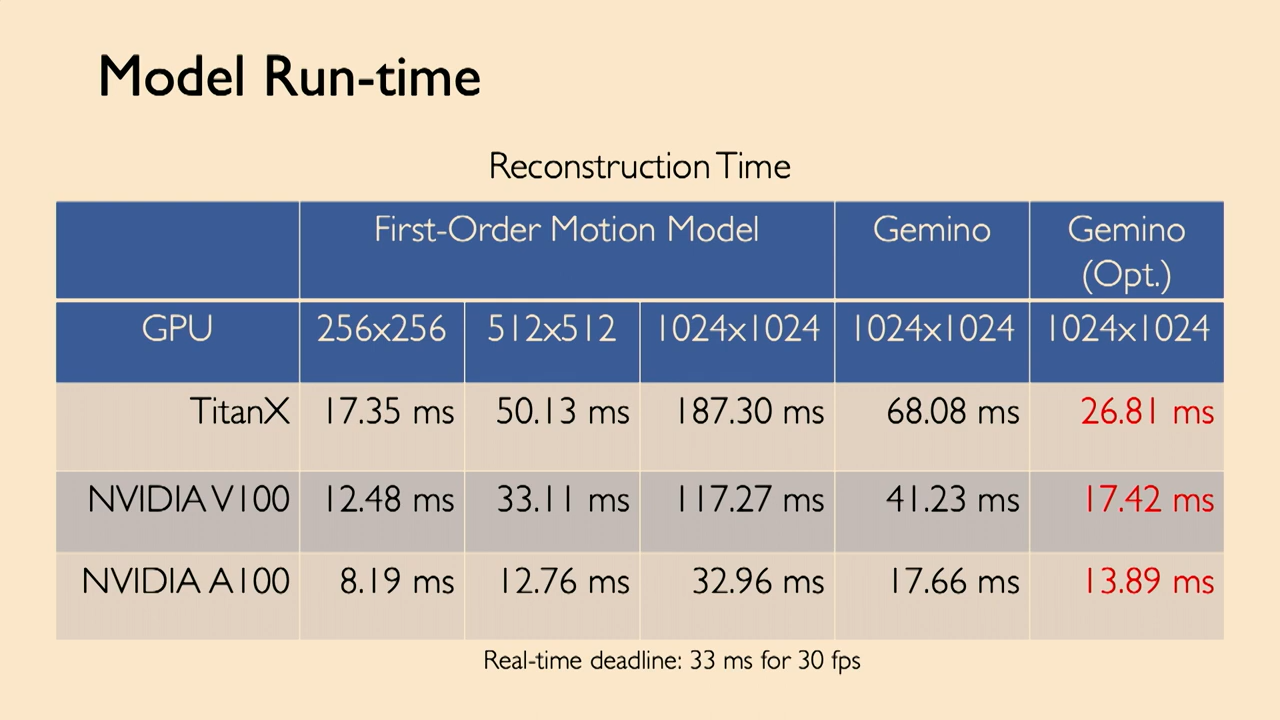 Model Run-time
Reconstruction Time
First-Order Motion Model Gemino Gemino (Opt.)
GPU 256x256 512x512 1024x1024 1024x1024 1024x1024
TitanX 17.35 ms 50.13 ms 187.30 ms 68.08 ms 26.81 ms
NVIDIA V100 12.48 ms 33.11 ms 117.27 ms 41.23 ms 17.42 ms
NVIDIA A100 8.19 ms 12.76 ms 32.96 ms 17.66 ms 13.89 ms
Real-time deadline: 33 ms for 30 fps